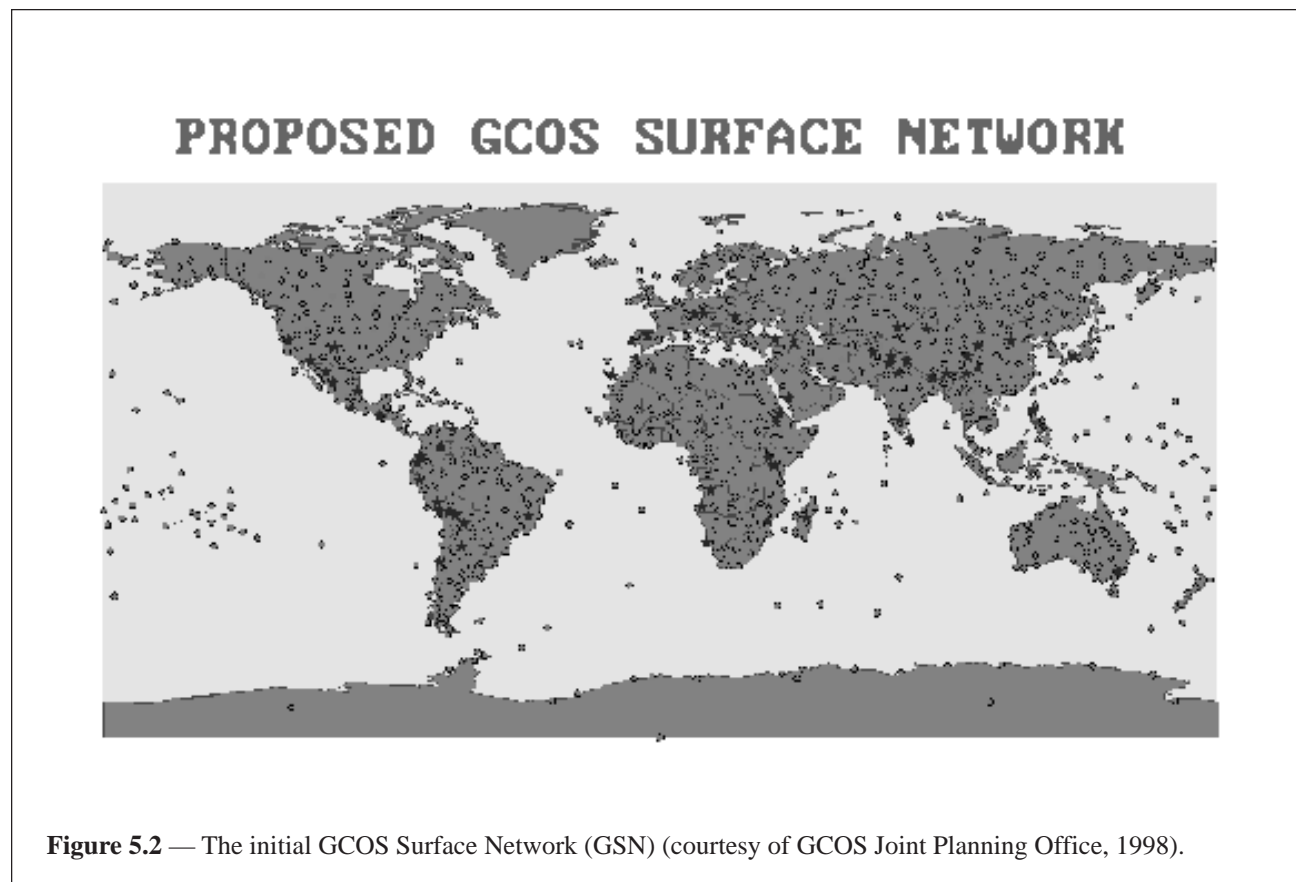 PROPOSED GCOS SURFACE NETWORK
Figure 5.2 — The initial GCOS Surface Network (GSN) (courtesy of GCOS Joint Planning Office, 1998).